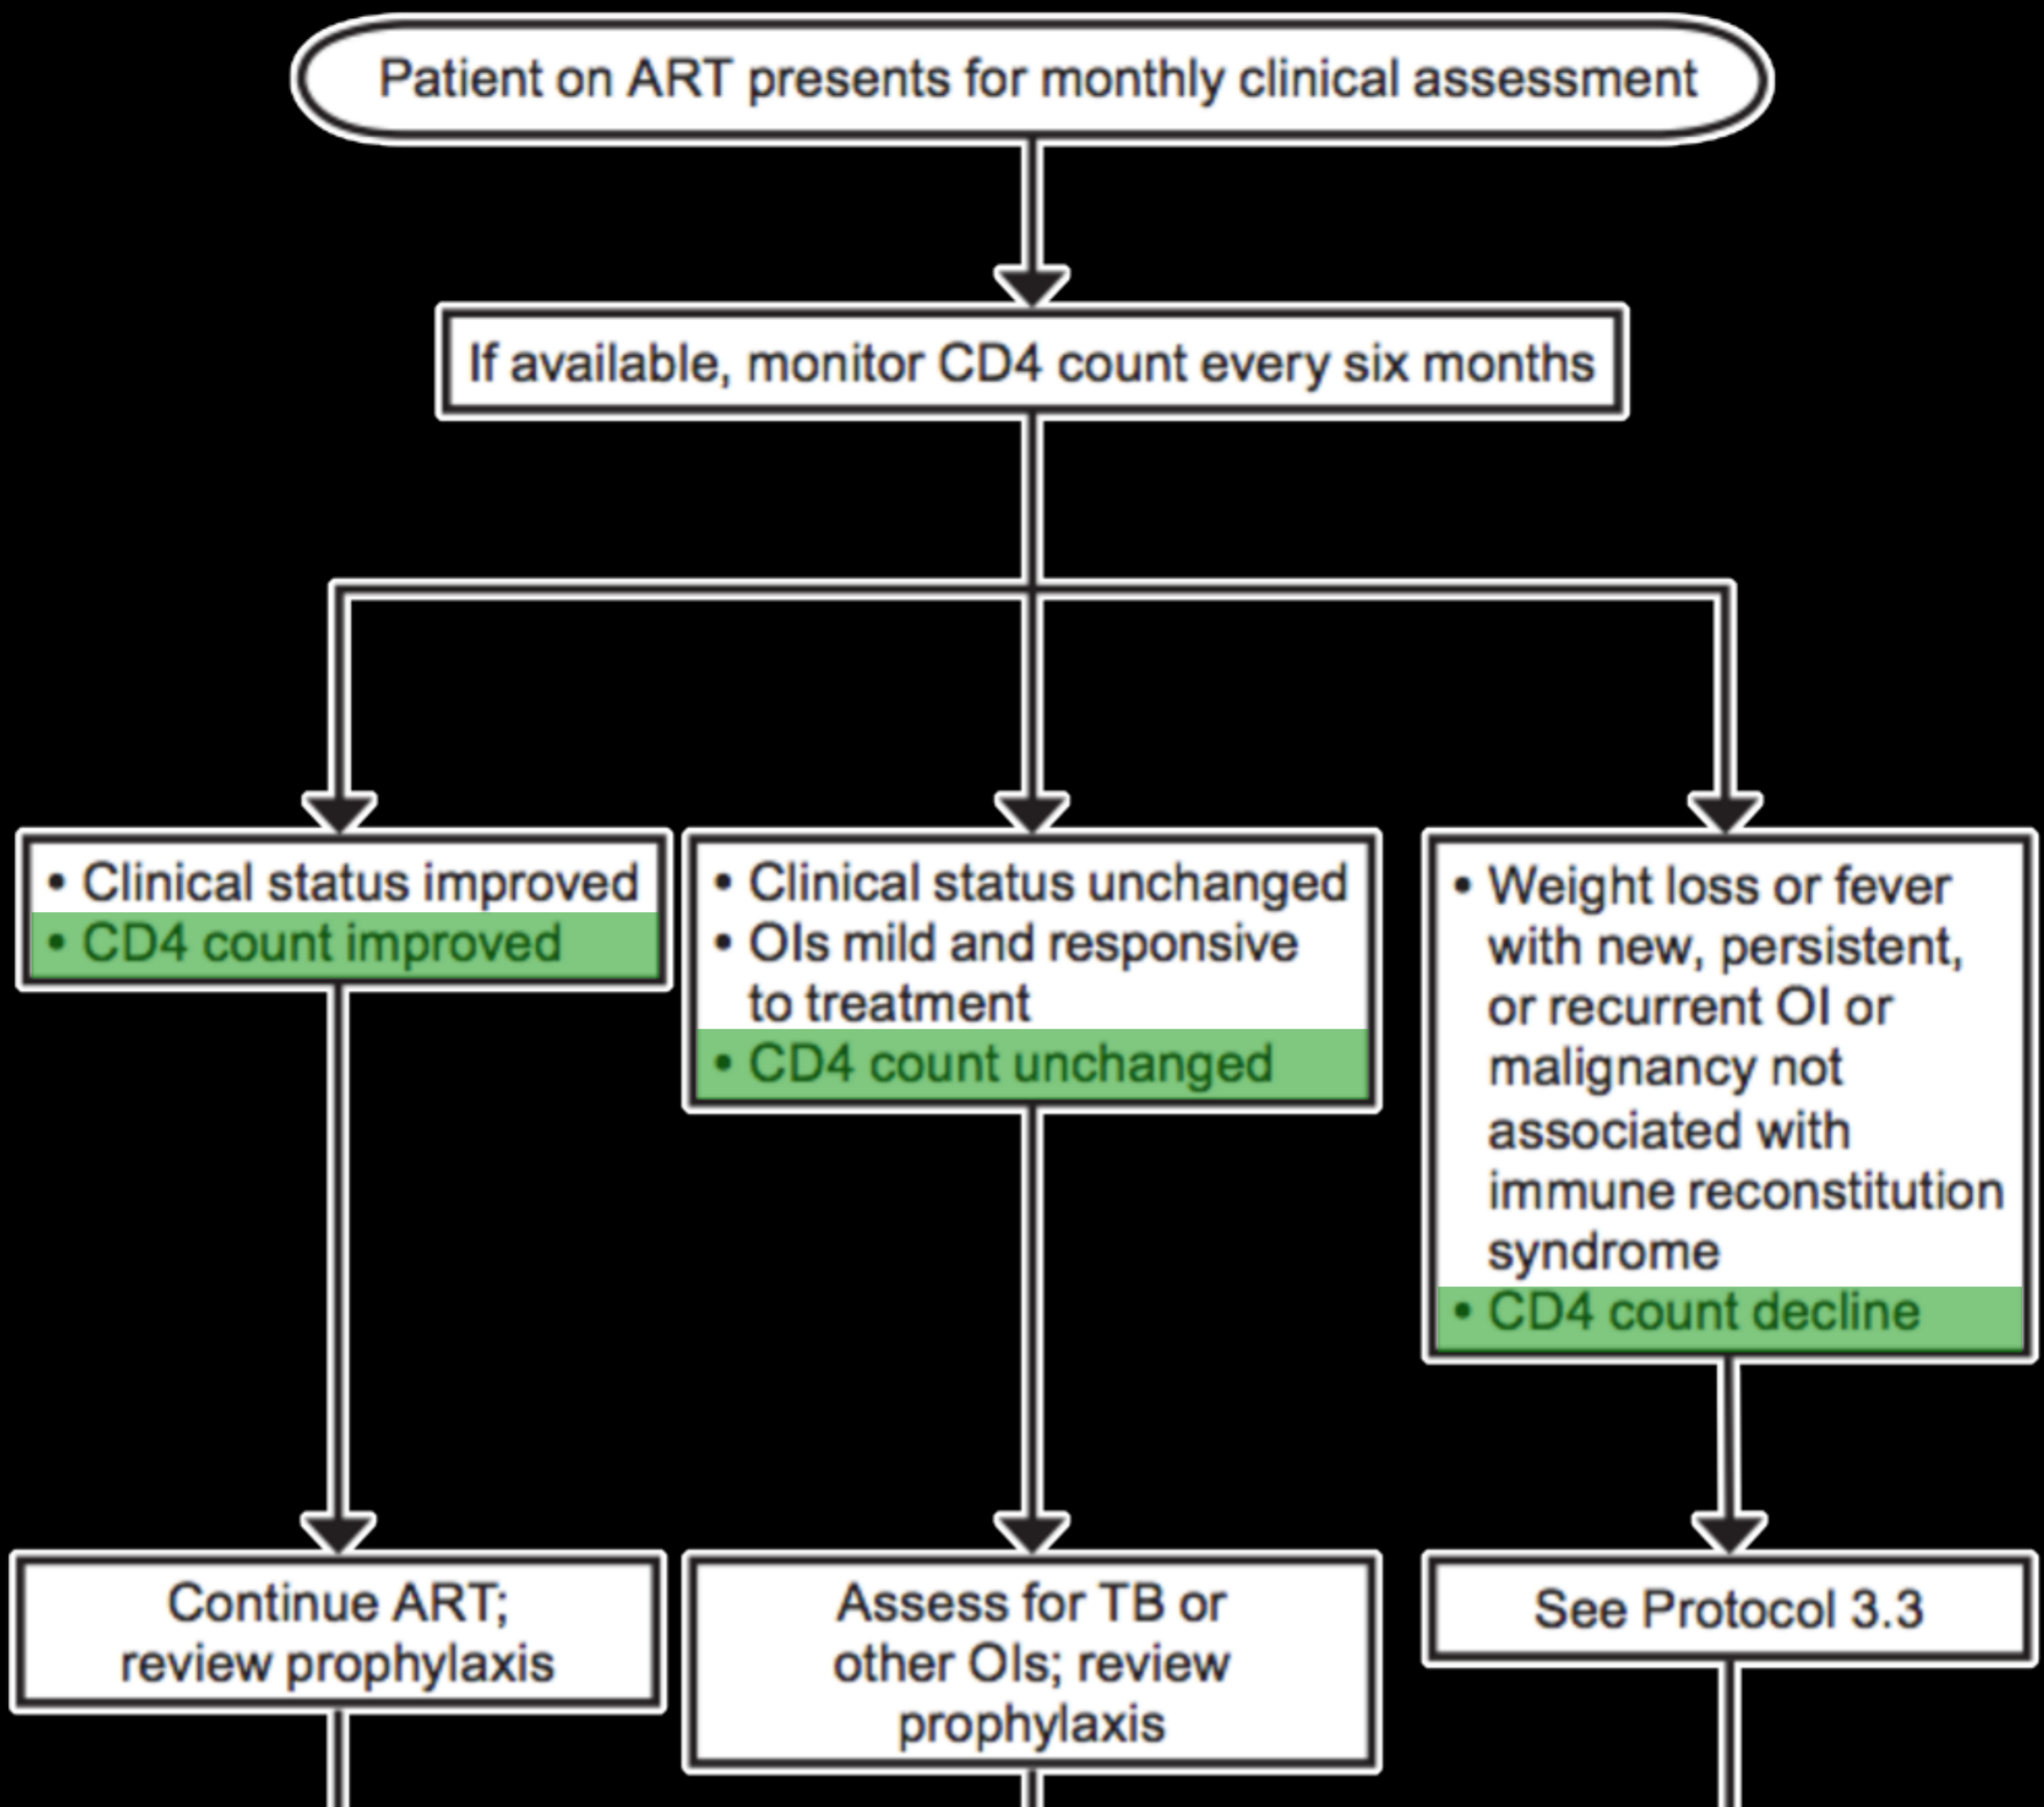 Patient on ART presents for monthly clinical assessment
If available, monitor CD4 count every six months
• Clinical status improved
• CD4 count improved
• Clinical status unchanged
• OIs mild and responsive
to treatment
• CD4 count unchanged
• Weight loss or fever
with new, persistent,
or recurrent OI or
malignancy not
associated with
immune reconstitution
syndrome
• CD4 count decline
Continue ART;
review prophylaxis
Assess for TB or
other OIs; review
prophylaxis
See Protocol 3.3